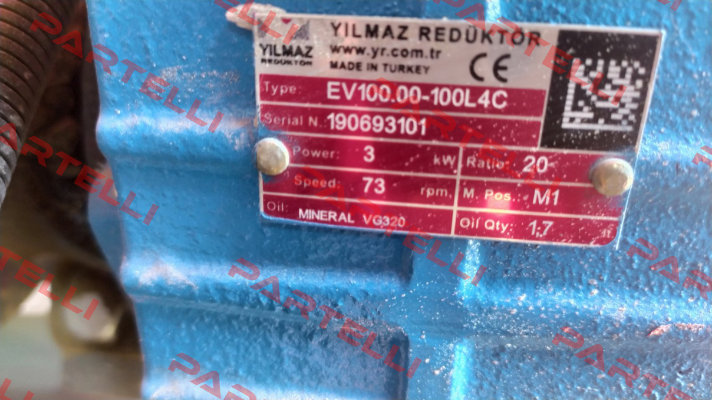 YILMAZ REDÜKTÖR
YR
YILMAZ
REDÜKTÖR
www.yr.com.tr
MADE IN TURKEY
CE
Type: EV100.00-100L4C
Serial N. 190693101
Power: 3 kW Ratio: 20
Speed: 73 rpm. M. Pos.: M1
Oil: MINERAL VG320 Oil Qty: 1.7 lt.
PARTELLI
PARTELLI
PARTELLI
PARTELLI
PARTELLI
PARTELLI
PARTELLI
PARTELLI